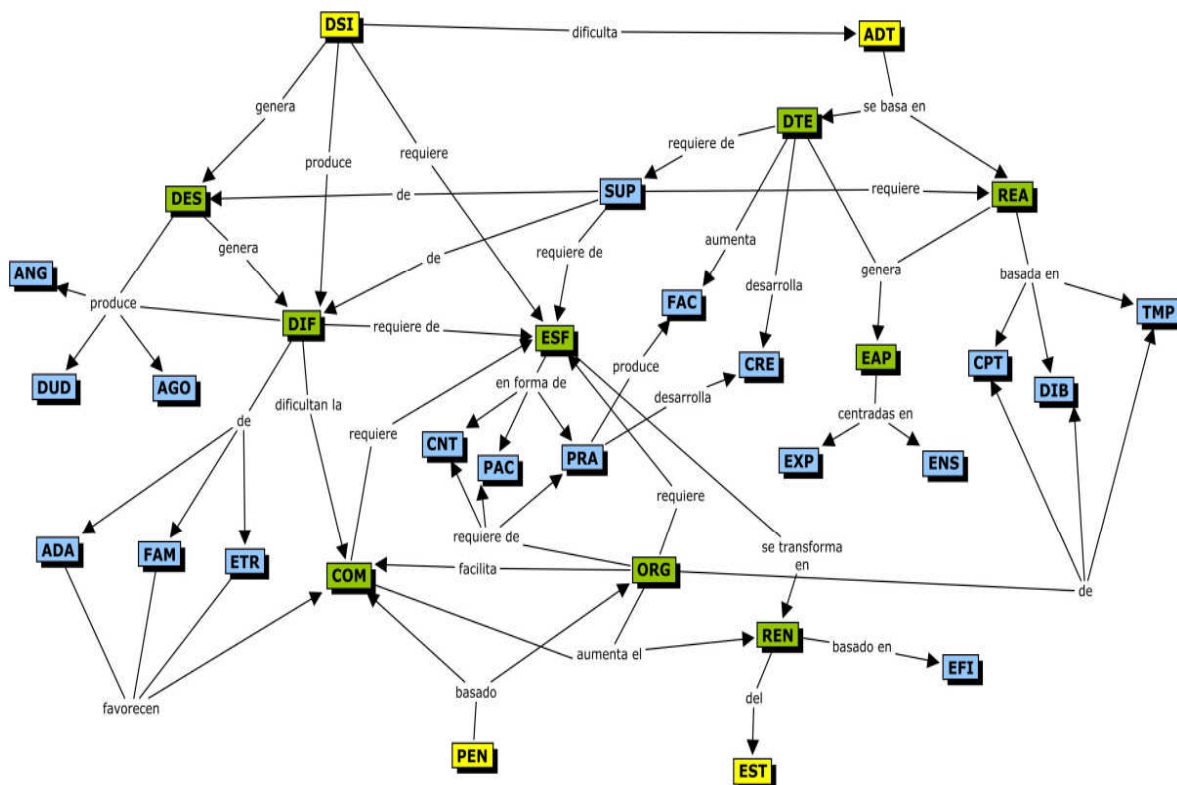 DSI
dificulta
ADT
genera
se basa en
DTE
requiere de
produce
requiere
DES
de
SUP
requiere
REA
aumenta
genera
requiere de
de
genera
basada en
ANG
desarrolla
produce
FAC
TMP
DIF
requiere de
ESF
EAP
produce
CRE
CPT
DUD
AGO
en forma de
DIB
desarrolla
dificultan la
centradas en
de
requiere
CNT
PRA
PAC
EXP
ENS
requiere
ADA
FAM
ETR
requiere de
se transforma
en
COM
facilita
ORG
de
REN
aumenta el
basado en
EFI
basado
del
favorecen
PEN
EST